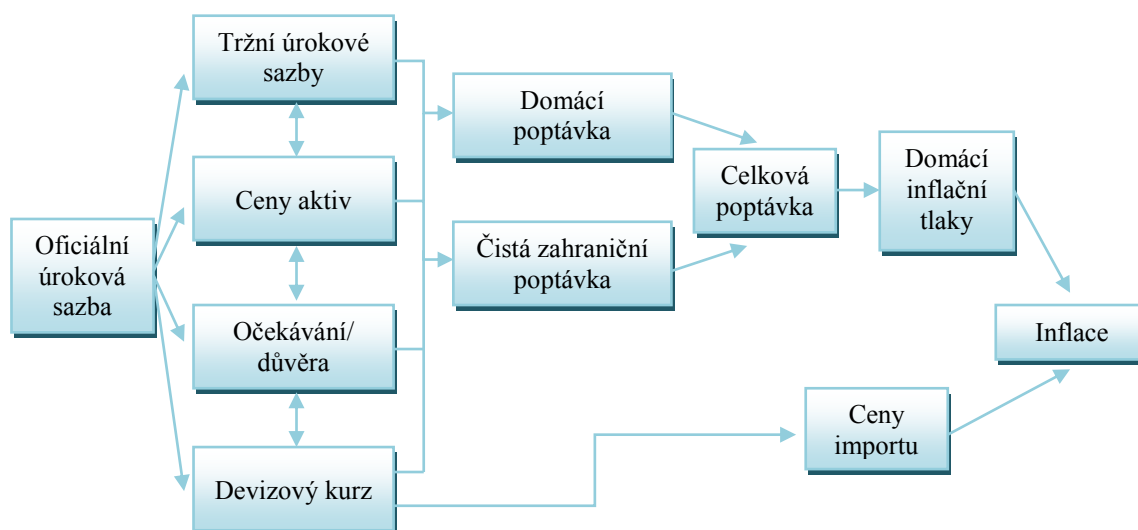 Oficiální
úroková
sazba
Tržní úrokové
sazby
Ceny aktiv
Očekávání/
důvěra
Devizový kurz
Domácí
poptávka
Čistá zahraniční
poptávka
Celková
poptávka
Domácí
inflační
tlaky
Ceny
importu
Inflace